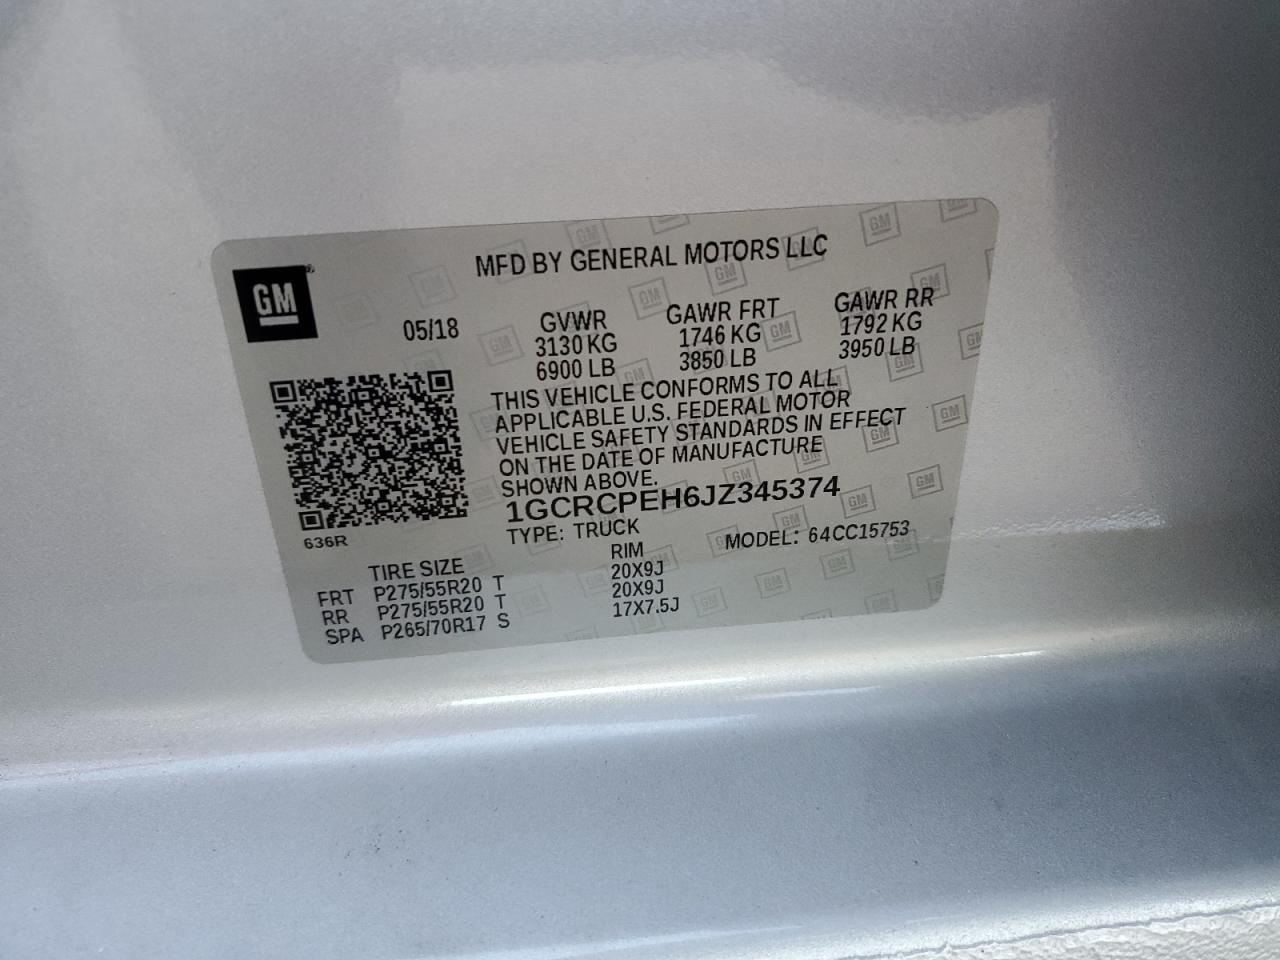 GM
MFD BY GENERAL MOTORS LLC
05/18
GVWR GAWR FRT GAWR RR
3130 KG 1746 KG 1792 KG
6900 LB 3850 LB 3950 LB
THIS VEHICLE CONFORMS TO ALL
APPLICABLE U.S. FEDERAL MOTOR
VEHICLE SAFETY STANDARDS IN EFFECT
ON THE DATE OF MANUFACTURE
SHOWN ABOVE.
1GCRCPEH6JZ345374
636R
TYPE: TRUCK MODEL: 64CC15753
TIRE SIZE RIM
FRT P275/55R20 T 20X9J
RR P275/55R20 T 20X9J
SPA P265/70R17 S 17X7.5J